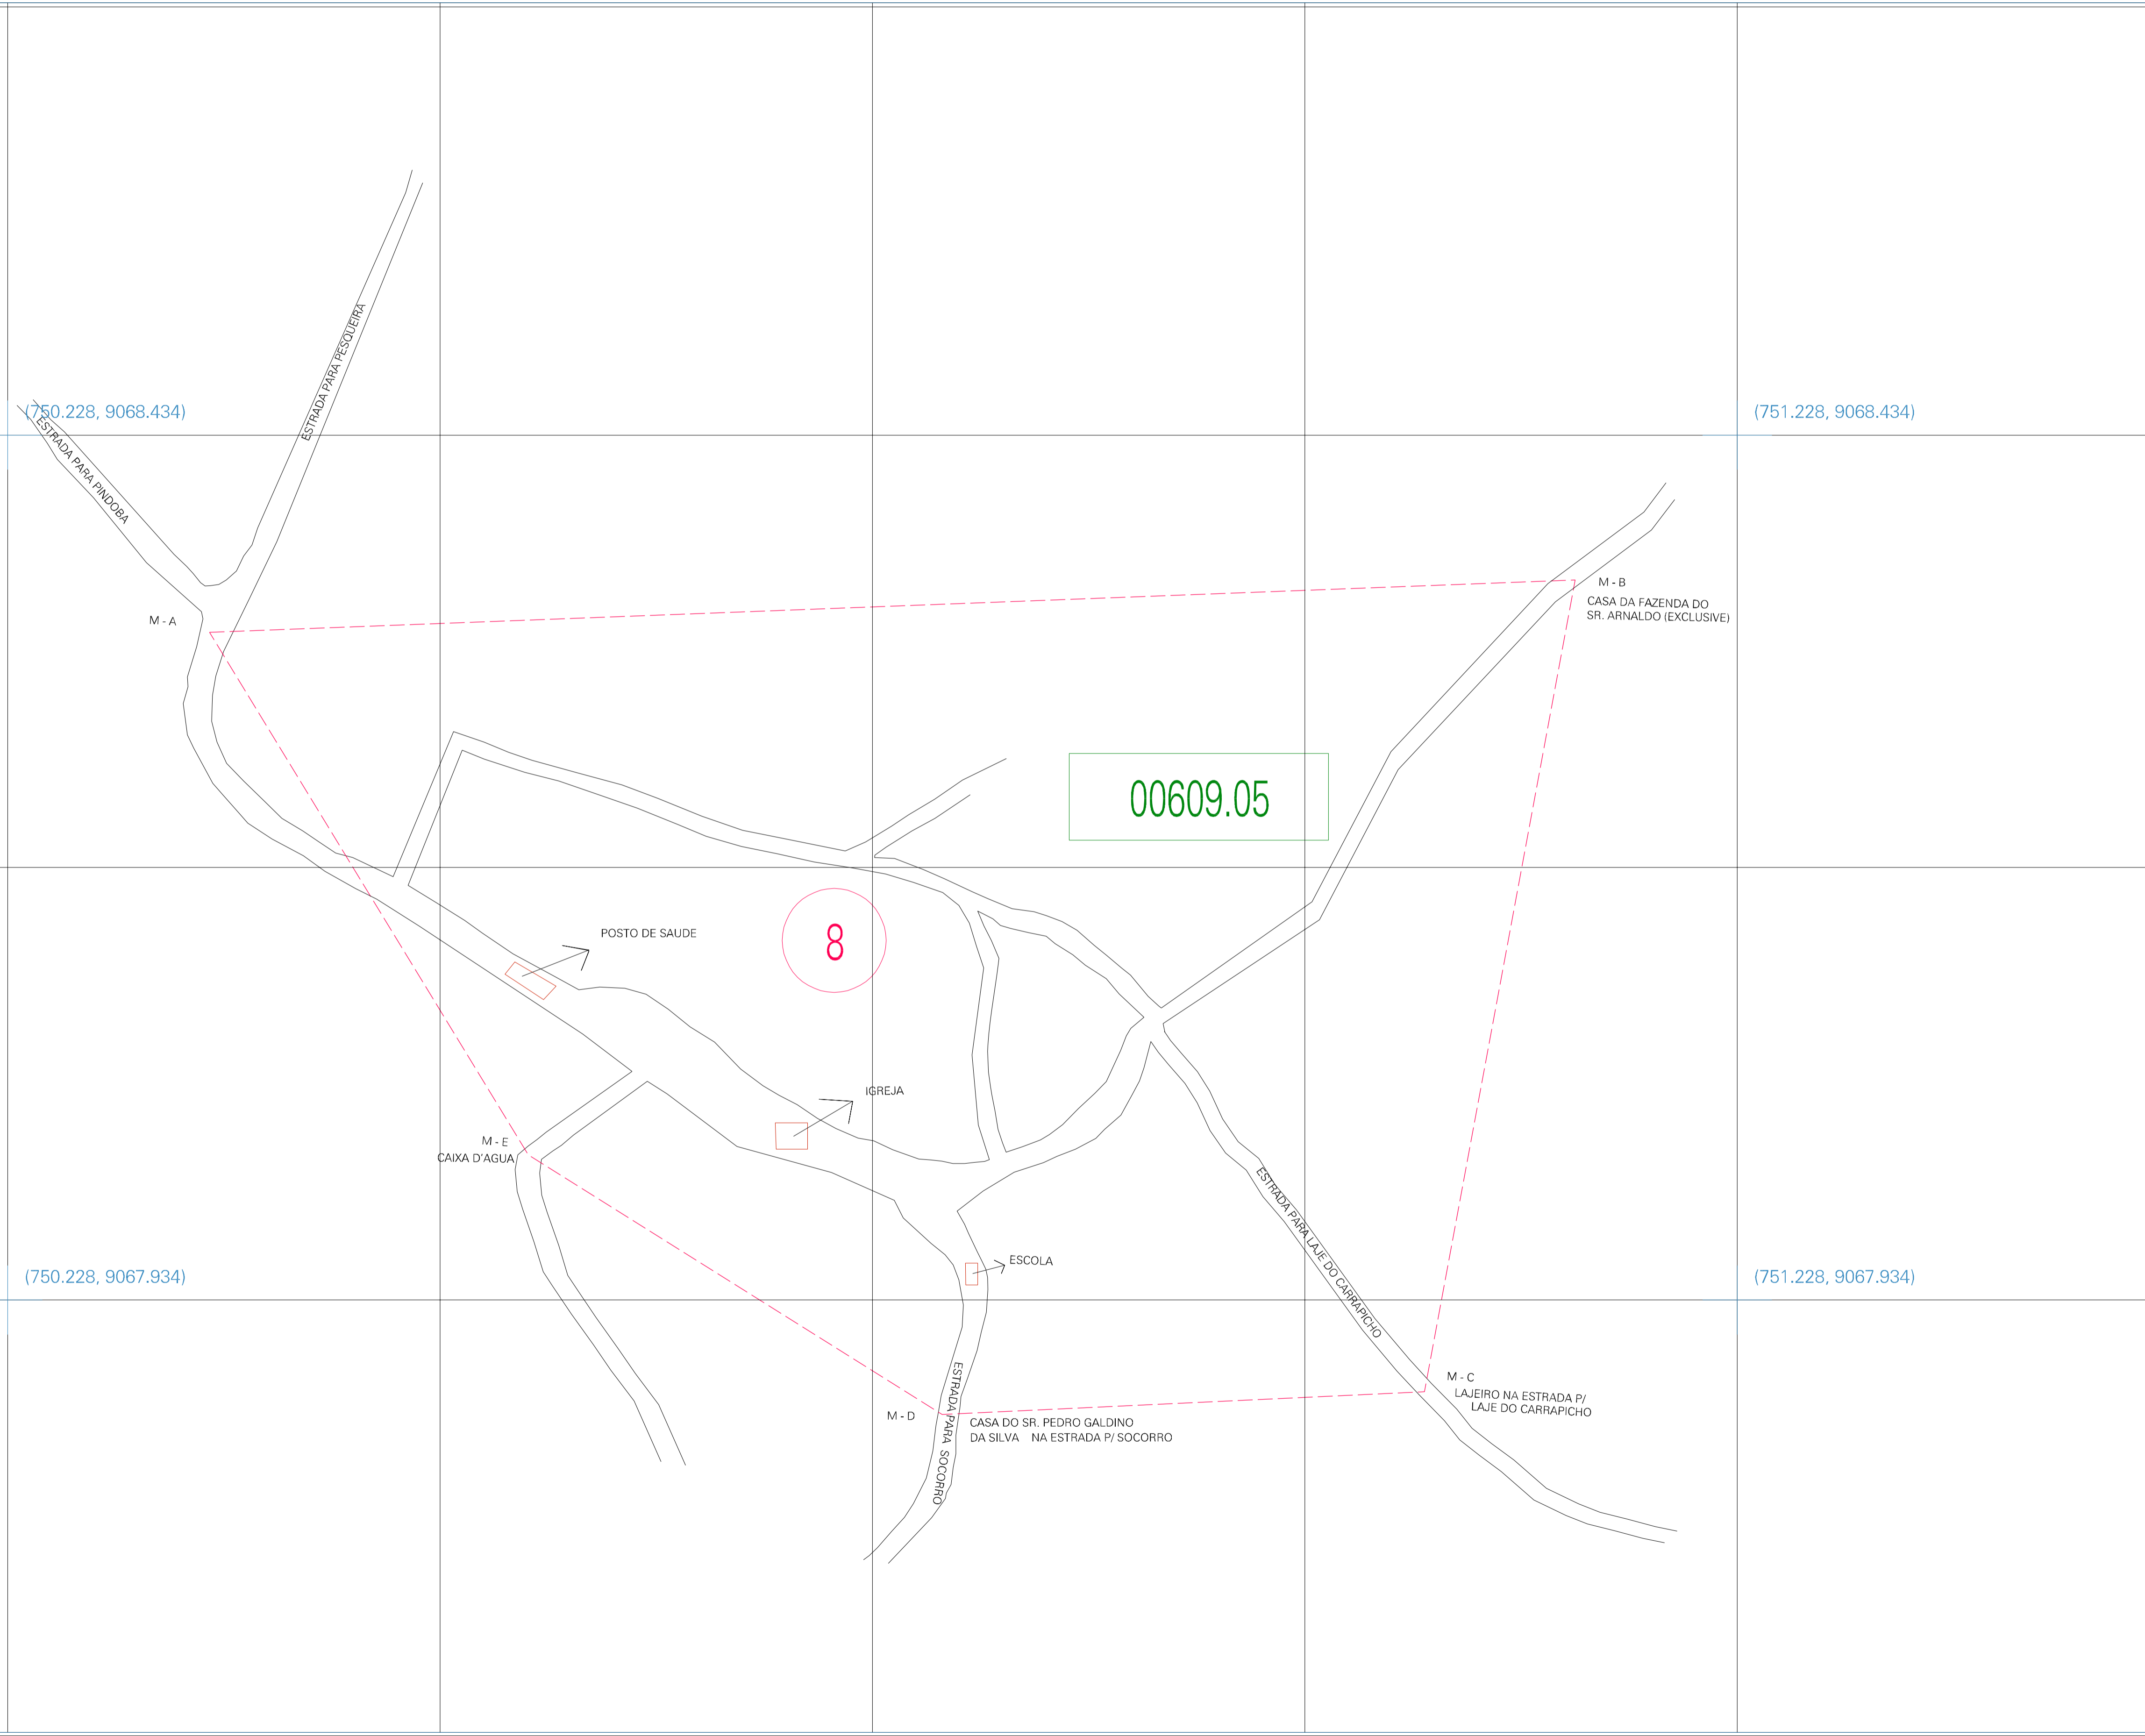 ESTRADA PARA PESQUEIRA
(750.228, 9068.434)
(751.228, 9068.434)
ESTRADA PARA PINDOBA
M - A
M - B
CASA DA FAZENDA DO
SR. ARNALDO (EXCLUSIVE)
00609.05
8
POSTO DE SAUDE
IGREJA
M - E
CAIXA D'AGUA
ESTRADA PARA LAJE DO CARRAPICHO
ESCOLA
(750.228, 9067.934)
(751.228, 9067.934)
M - C
LAJEIRO NA ESTRADA P/
LAJE DO CARRAPICHO
M - D
ESTRADA PARA SOCORRO
CASA DO SR. PEDRO GALDINO
DA SILVA NA ESTRADA P/ SOCORRO